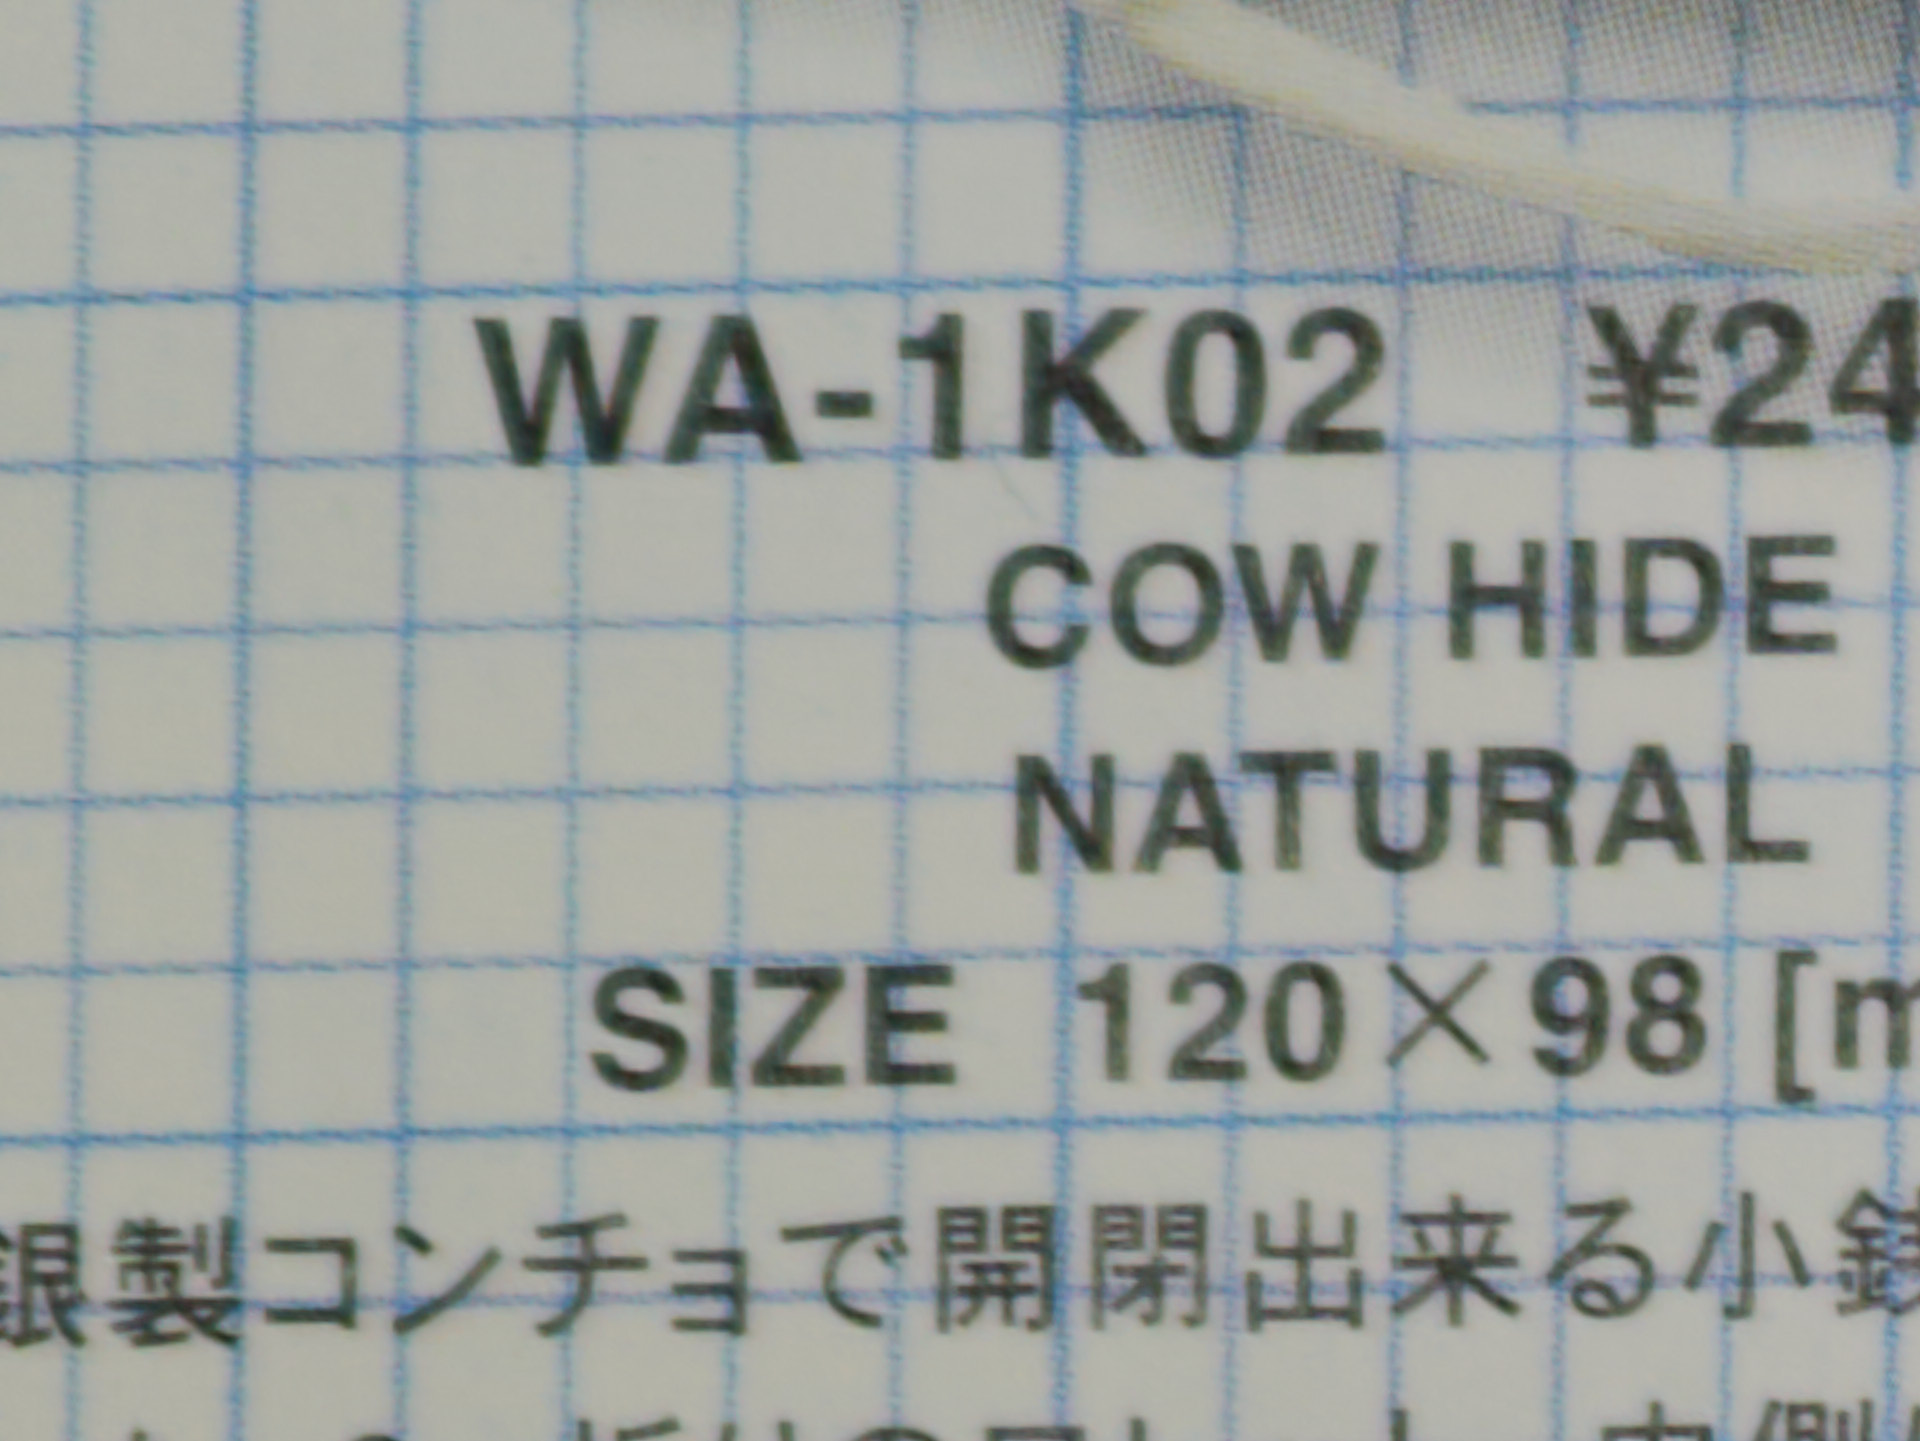 WA-1K02 ¥24
COW HIDE
NATURAL
SIZE 120×98 [m
銀製コンチョで開閉出来る小銭